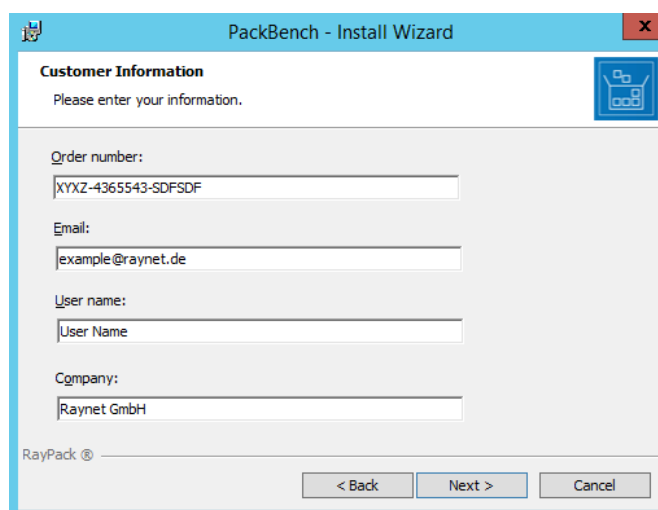 PackBench - Install Wizard
x
Customer Information
Please enter your information.
Order number:
XYXZ-4365543-SDFSDF
Email:
example@raynet.de
User name:
User Name
Company:
Raynet GmbH
RayPack ®
< Back Next > Cancel